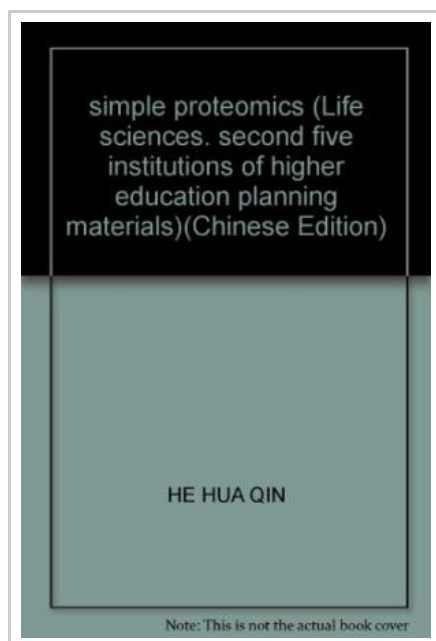 simple proteomics (Life
sciences. second five
institutions of higher
education planning
materials)(Chinese Edition)
HE HUA QIN
Note: This is not the actual book cover